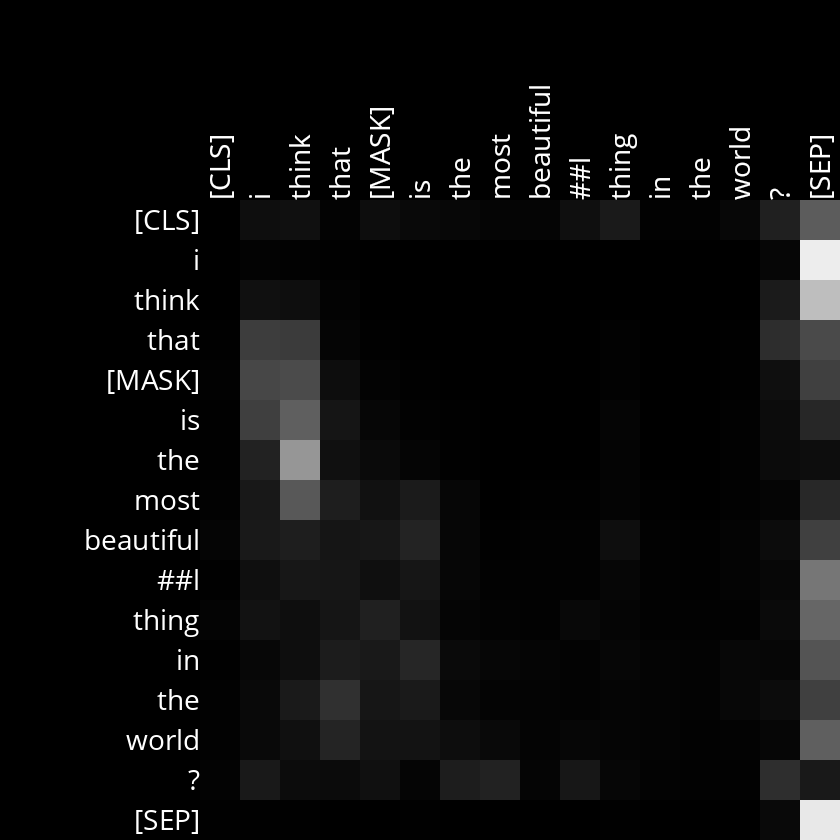 [CLS] i think that [MASK] is the most beautiful ##l thing in the world ? [SEP]
[CLS]
i
think
that
[MASK]
is
the
most
beautiful
##l
thing
in
the
world
?
[SEP]